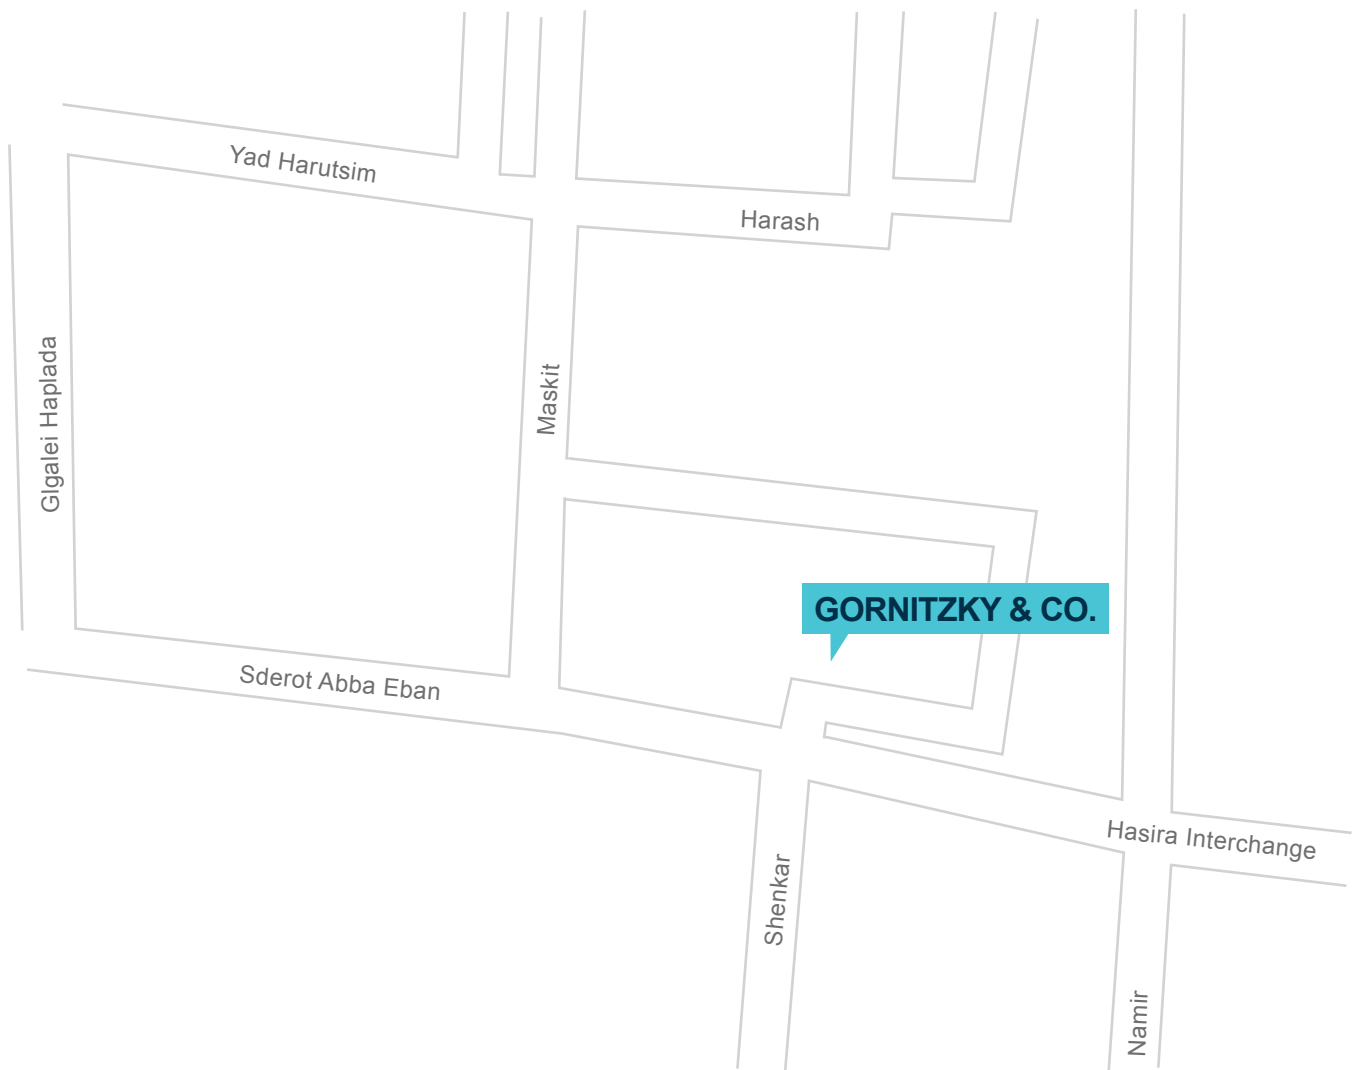 Yad Harutsim
Harash
GIgalei Haplada
Maskit
GORNITZKY & CO.
Sderot Abba Eban
Hasira Interchange
Shenkar
Namir